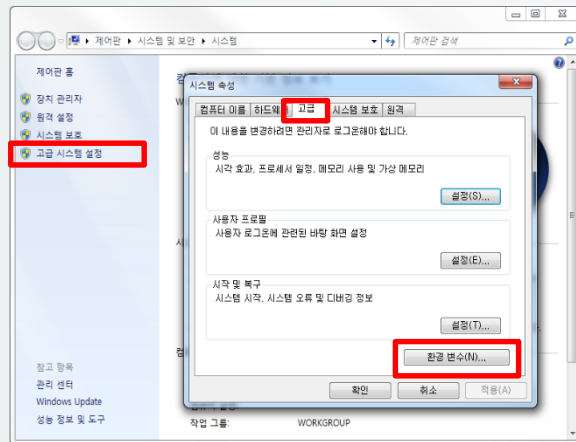 제어판 ▸ 시스템 및 보안 ▸ 시스템
제어판 검색
제어판 홈
장치 관리자
원격 설정
시스템 보호
고급 시스템 설정
시스템 속성
컴퓨터 이름 하드웨 고급 시스템 보호 원격
이 내용을 변경하려면 관리자로 로그온해야 합니다.
성능
시각 효과, 프로세서 일정, 메모리 사용 및 가상 메모리
설정(S)...
사용자 프로필
사용자 로그온에 관련된 바탕 화면 설정
설정(E)...
시작 및 복구
시스템 시작, 시스템 오류 및 디버깅 정보
설정(T)...
환경 변수(N)...
확인 취소 적용(A)
참고 항목
관리 센터
Windows Update
성능 정보 및 도구
작업 그룹: WORKGROUP